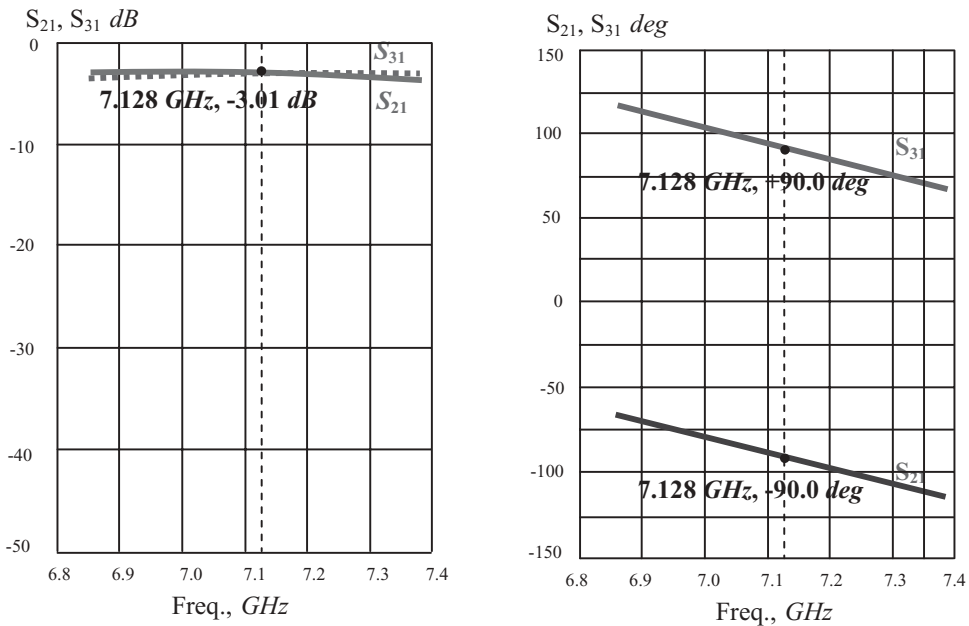 S21, S31 dB
0
-10
-20
-30
-40
-50
S31
7.128 GHz, -3.01 dB
S21
6.8 6.9 7.0 7.1 7.2 7.3 7.4
Freq., GHz
S21, S31 deg
150
100
50
0
-50
-100
-150
S31
7.128 GHz, +90.0 deg
S21
7.128 GHz, -90.0 deg
6.8 6.9 7.0 7.1 7.2 7.3 7.4
Freq., GHz